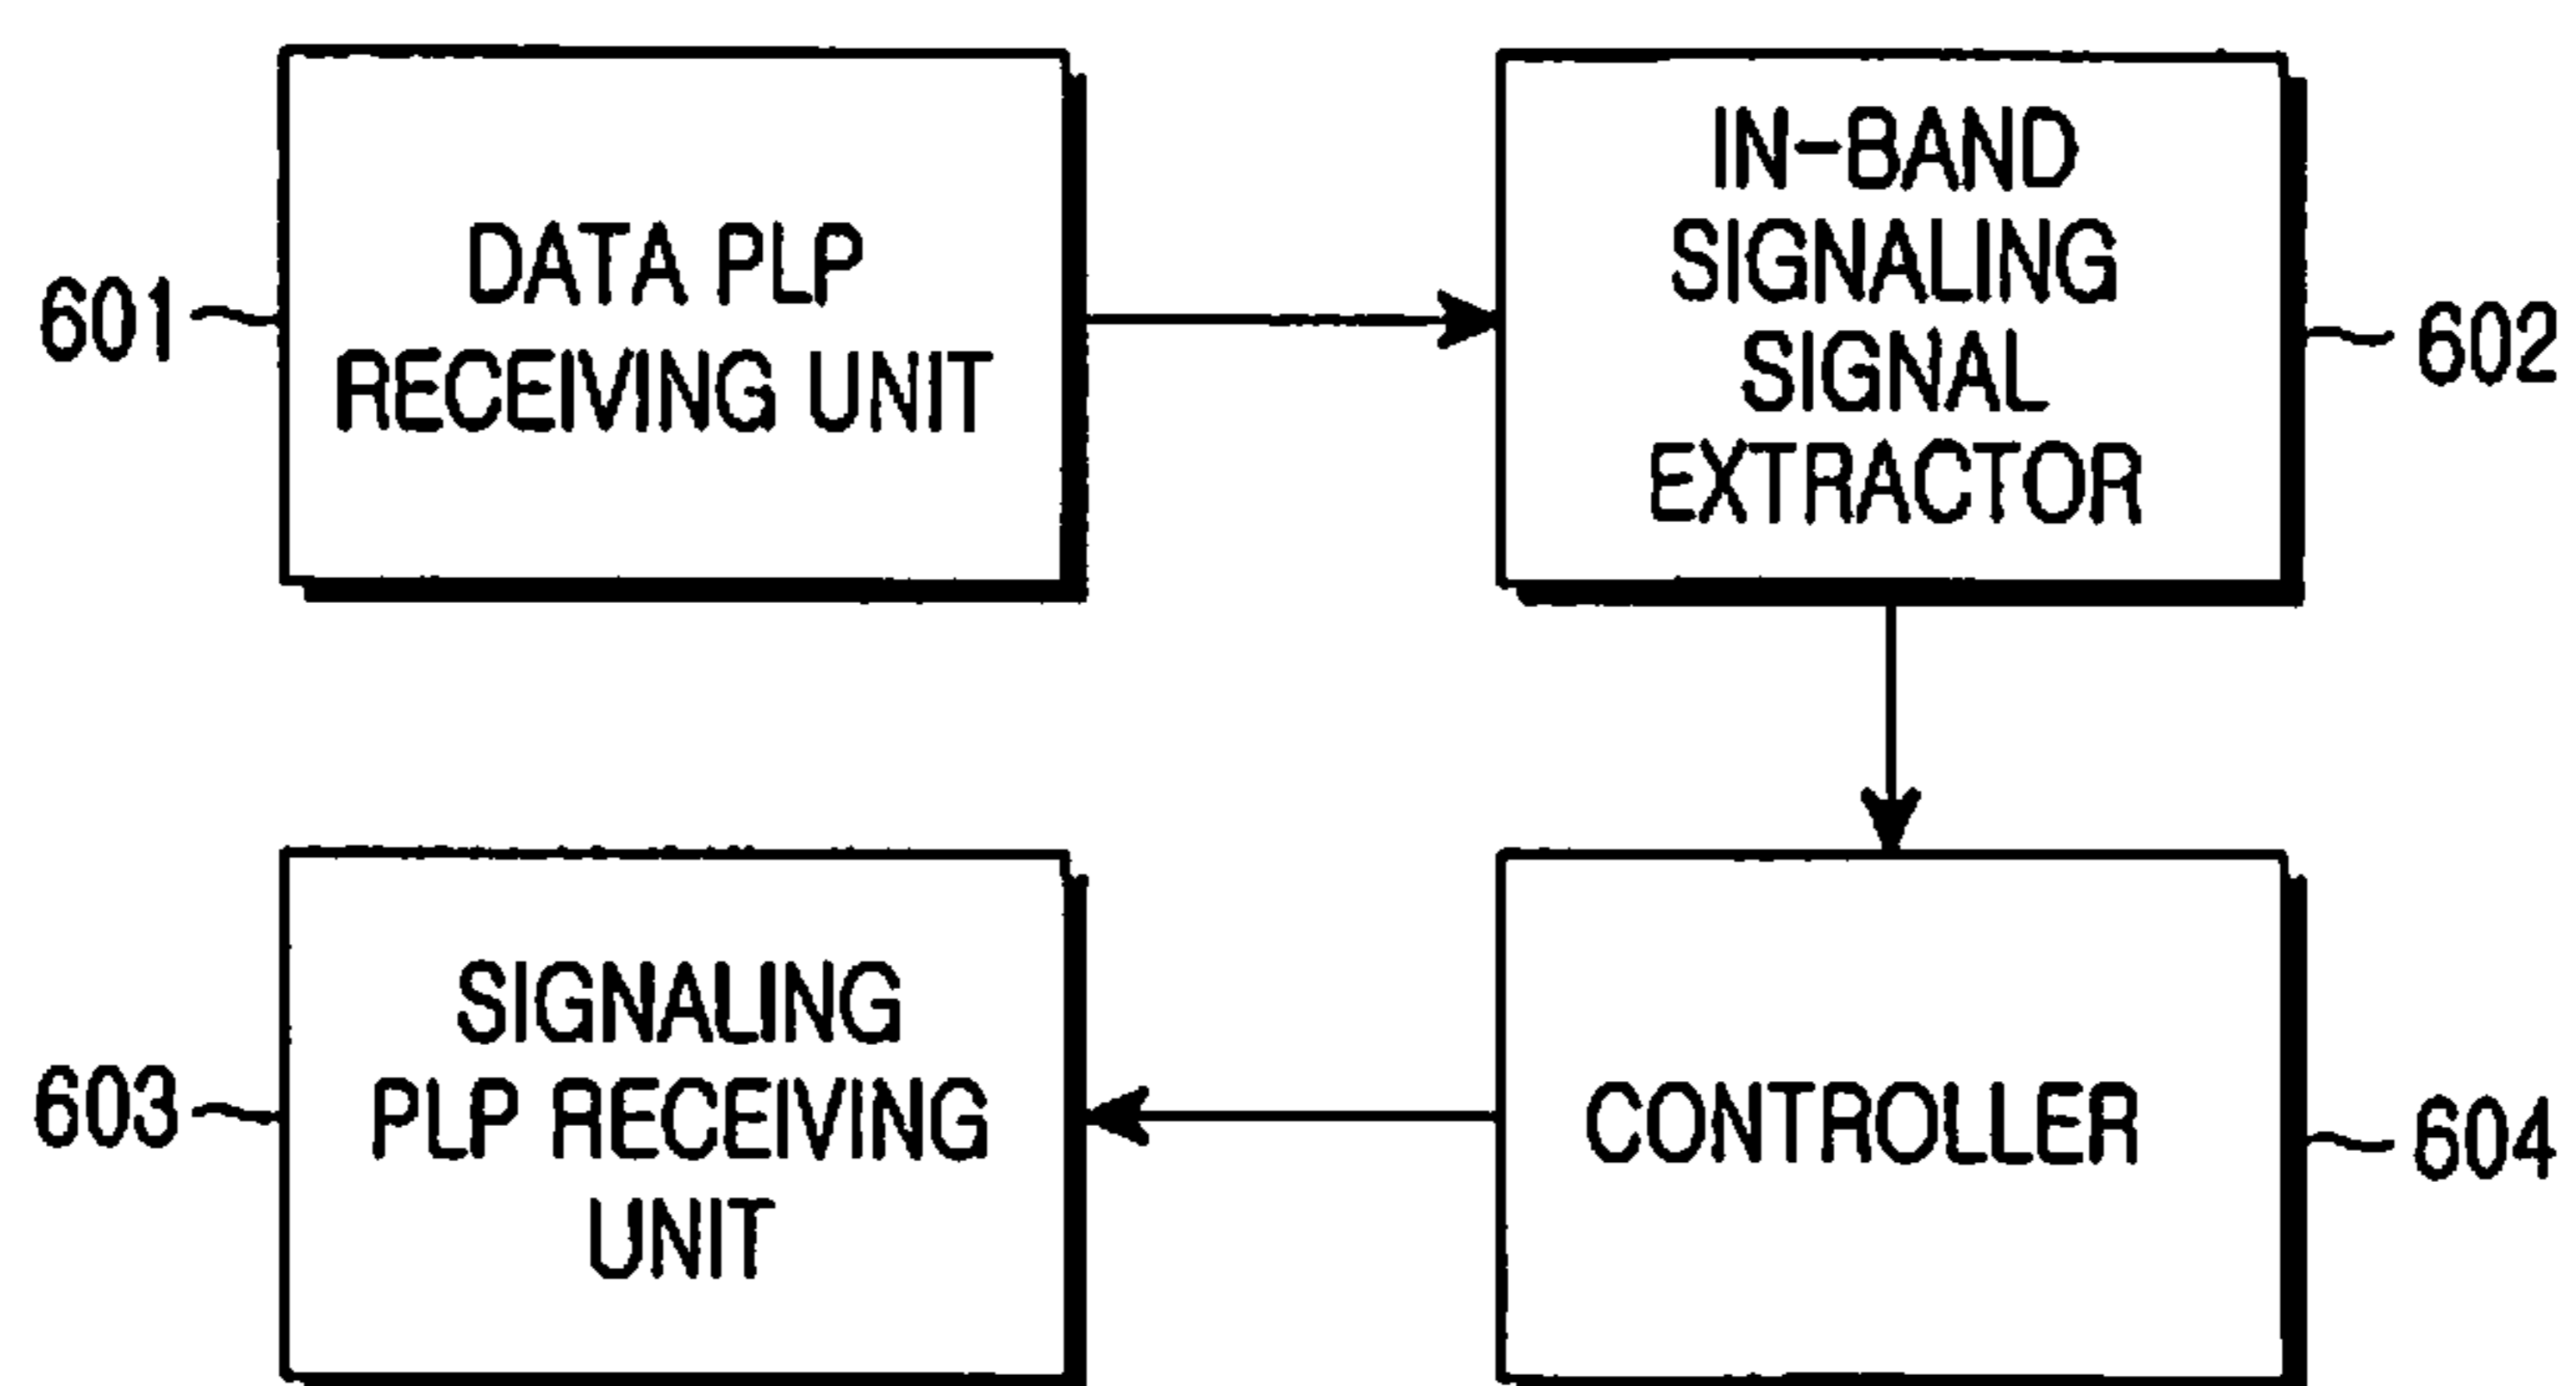 601
DATA PLP
RECEIVING UNIT
IN-BAND
SIGNALING
SIGNAL
EXTRACTOR
602
603
SIGNALING
PLP RECEIVING
UNIT
CONTROLLER
604